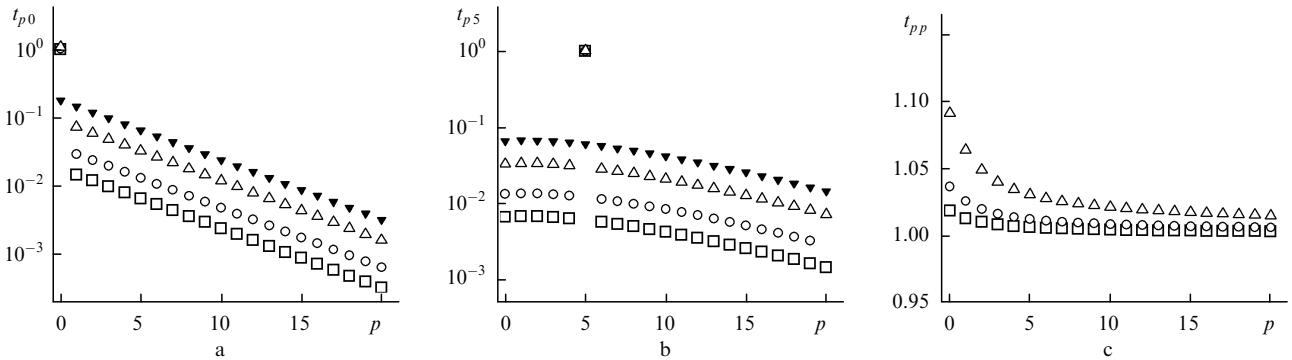 t_{p0}
10^0
10^{-1}
10^{-2}
10^{-3}
0 5 10 15 p
a
t_{p5}
10^0
10^{-1}
10^{-2}
10^{-3}
0 5 10 15 p
b
t_{pp}
1.10
1.05
1.00
0.95
0 5 10 15 p
c